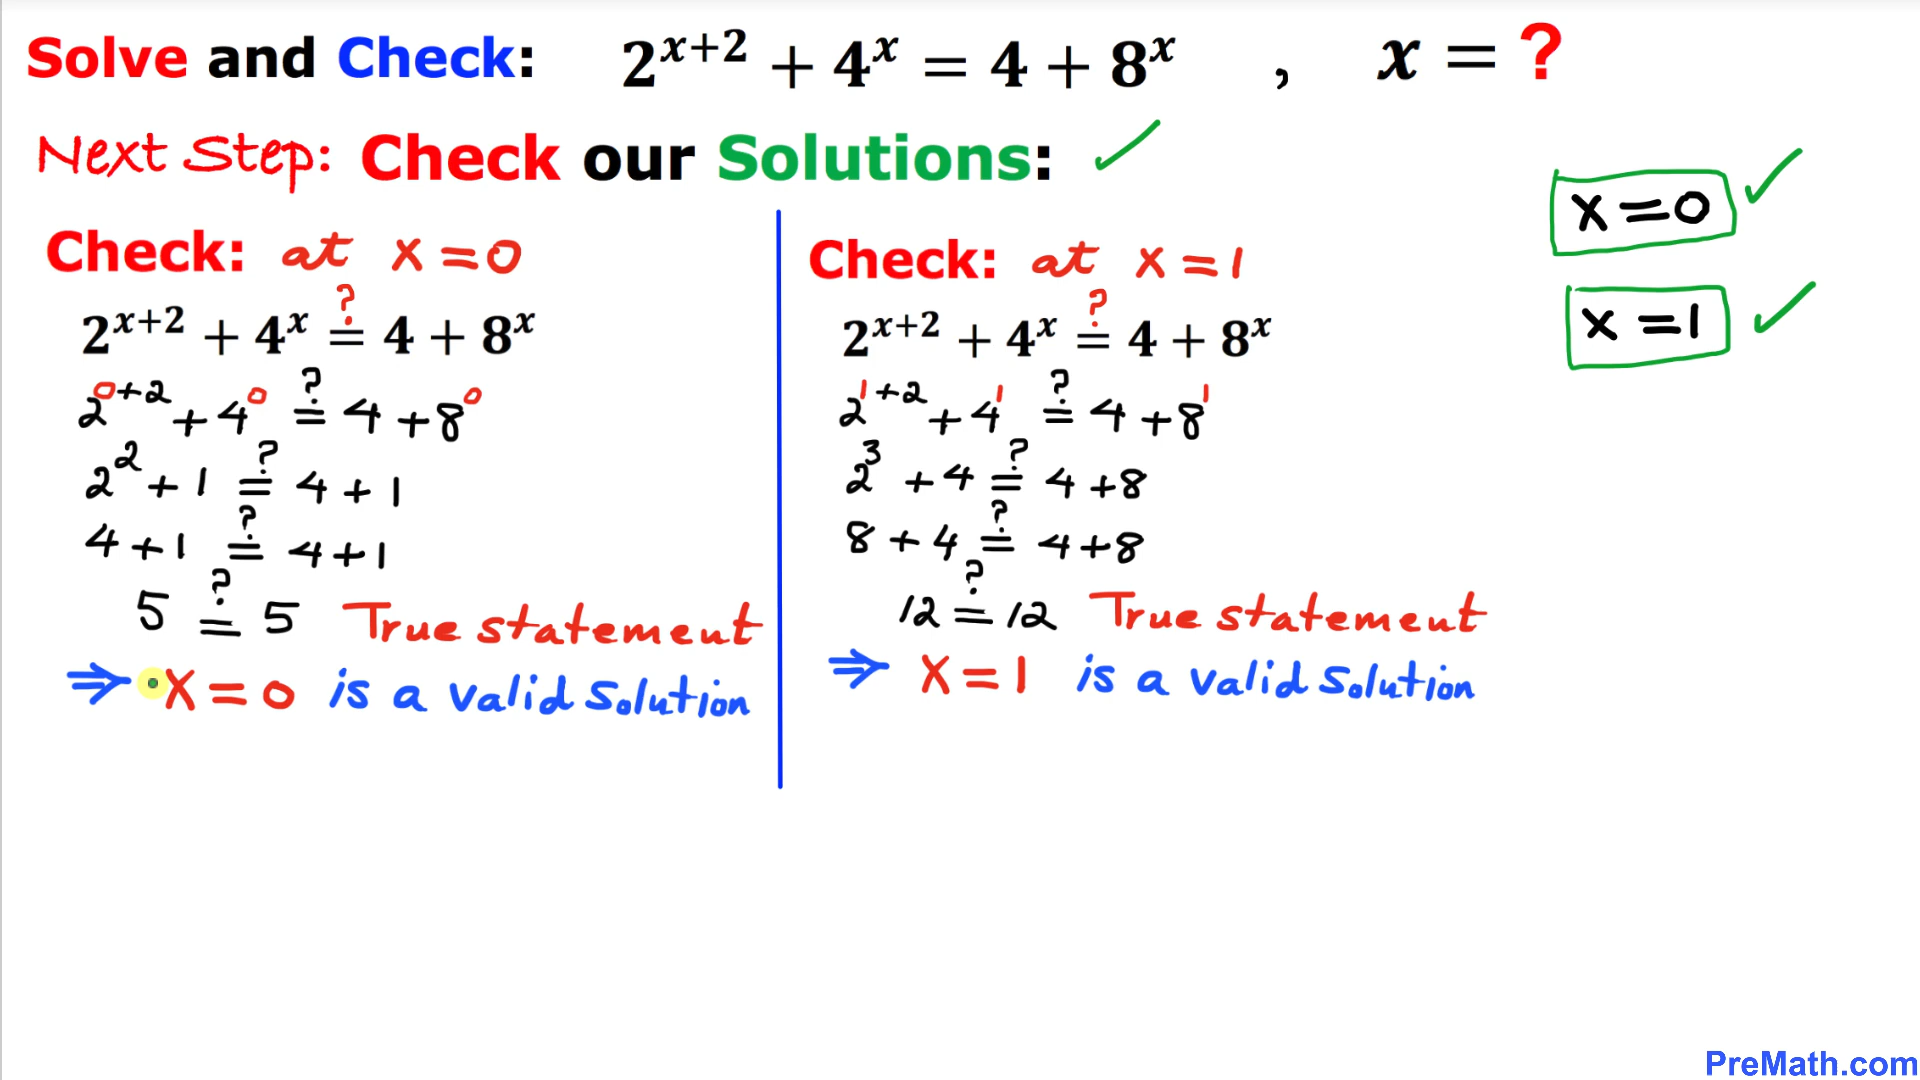 Solve and Check: 2^{x+2} + 4^x = 4 + 8^x , x = ?
Next Step: Check our Solutions: ✓
x = 0 ✓
x = 1 ✓
Check: at x = 0
2^{x+2} + 4^x ≟ 4 + 8^x
2^{0+2} + 4^0 ≟ 4 + 8^0
2^2 + 1 ≟ 4 + 1
4 + 1 ≟ 4 + 1
5 ≟ 5 True statement
⇒ x = 0 is a valid solution
Check: at x = 1
2^{x+2} + 4^x ≟ 4 + 8^x
2^{1+2} + 4^1 ≟ 4 + 8^1
2^3 + 4 ≟ 4 + 8
8 + 4 ≟ 4 + 8
12 ≟ 12 True statement
⇒ x = 1 is a valid solution
PreMath.com